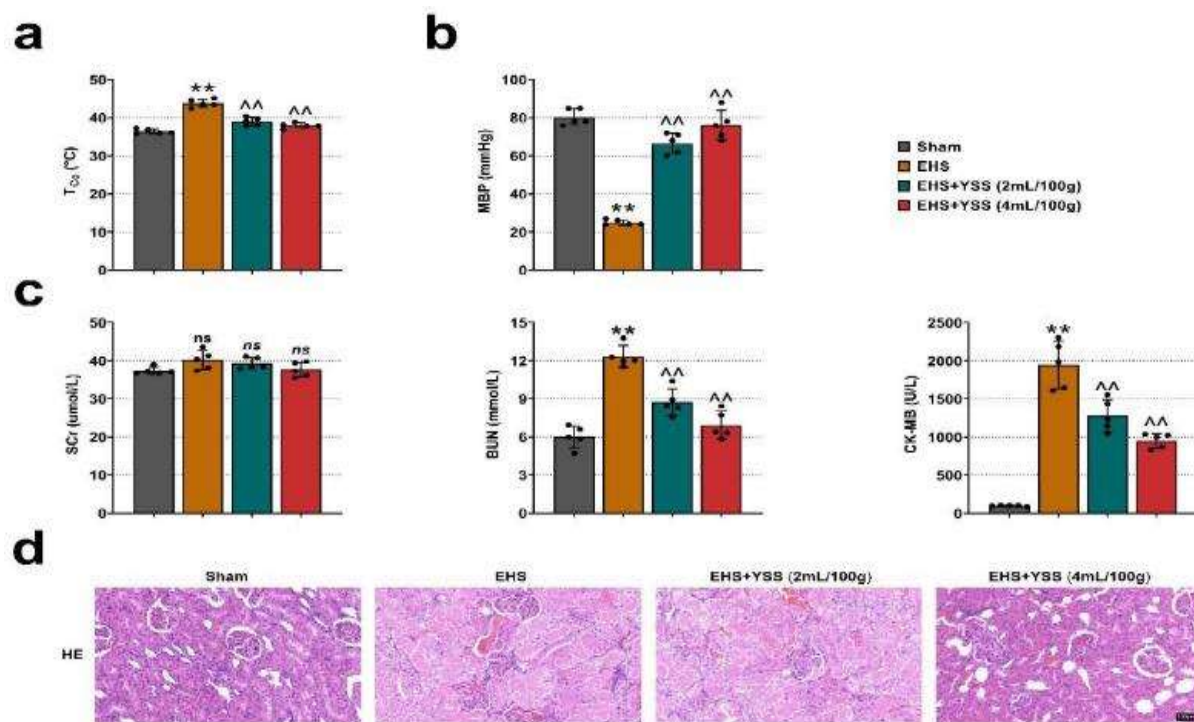 a
b
50
40
30
20
10
0
T_Co (°C)
**
^^
^^
80
60
40
20
0
MBP (mmHg)
**
^^
^^
Sham
EHS
EHS+YSS (2mL/100g)
EHS+YSS (4mL/100g)
c
50
40
30
20
10
0
SCr (umol/L)
ns
ns
ns
15
12
9
6
3
0
BUN (mmol/L)
**
^^
^^
2500
2000
1500
1000
500
0
CK-MB (U/L)
**
^^
^^
d
Sham
EHS
EHS+YSS (2mL/100g)
EHS+YSS (4mL/100g)
HE